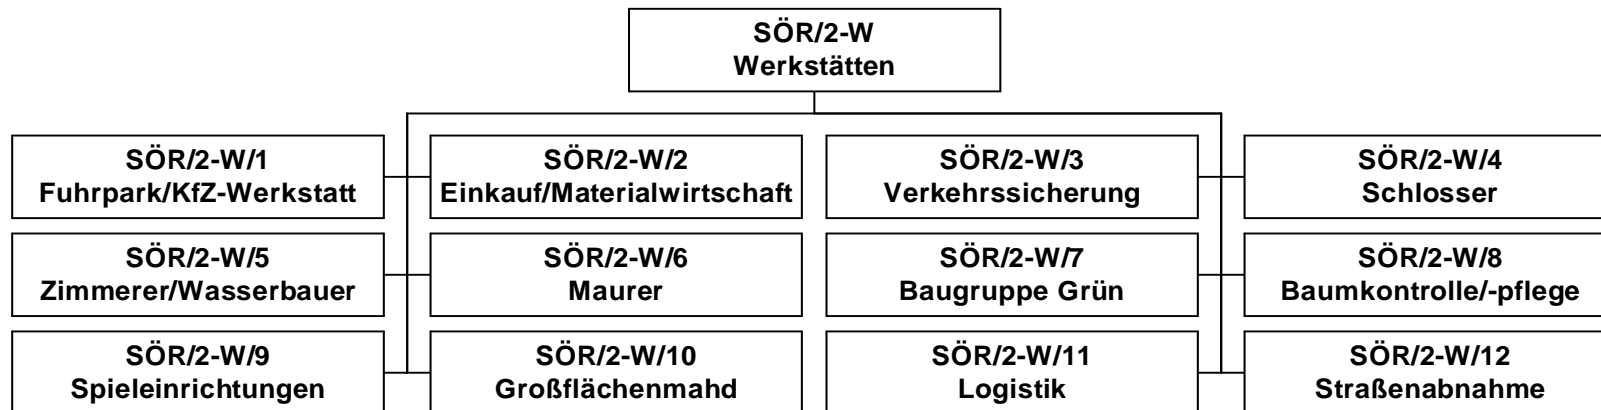 SÖR/2-W
Werkstätten
SÖR/2-W/1
Fuhrpark/KfZ-Werkstatt
SÖR/2-W/2
Einkauf/Materialwirtschaft
SÖR/2-W/3
Verkehrssicherung
SÖR/2-W/4
Schlosser
SÖR/2-W/5
Zimmerer/Wasserbauer
SÖR/2-W/6
Maurer
SÖR/2-W/7
Baugruppe Grün
SÖR/2-W/8
Baumkontrolle/-pflege
SÖR/2-W/9
Spieleinrichtungen
SÖR/2-W/10
Großflächenmahd
SÖR/2-W/11
Logistik
SÖR/2-W/12
Straßenabnahme